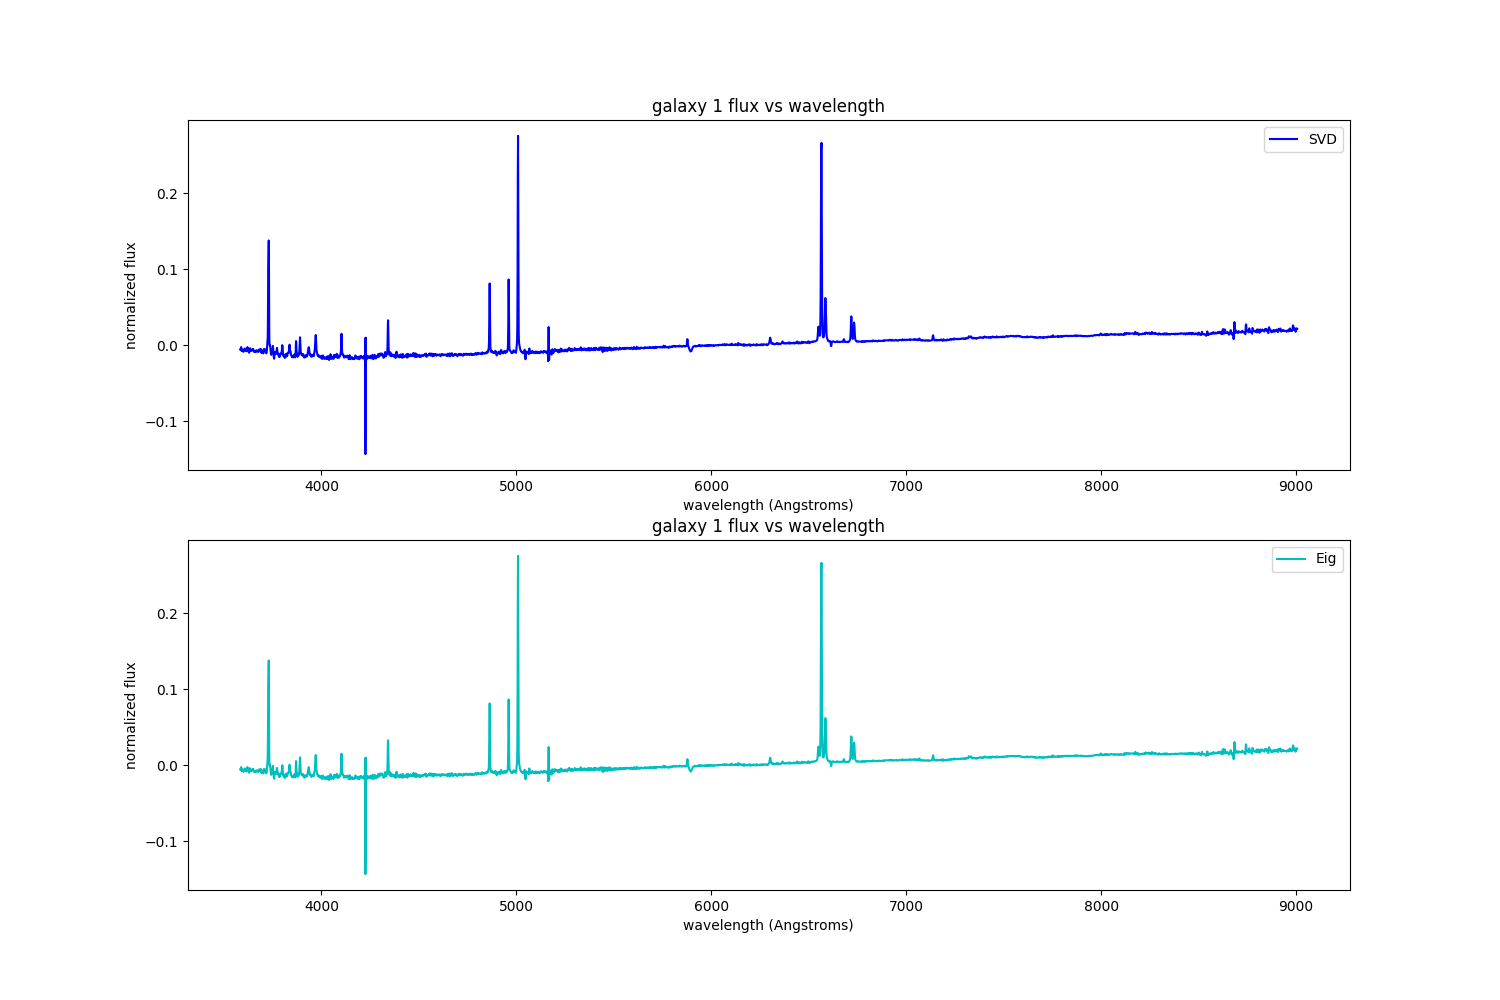 galaxy 1 flux vs wavelength
SVD
normalized flux
0.2
0.1
0.0
−0.1
4000 5000 6000 7000 8000 9000
wavelength (Angstroms)
galaxy 1 flux vs wavelength
Eig
normalized flux
0.2
0.1
0.0
−0.1
4000 5000 6000 7000 8000 9000
wavelength (Angstroms)